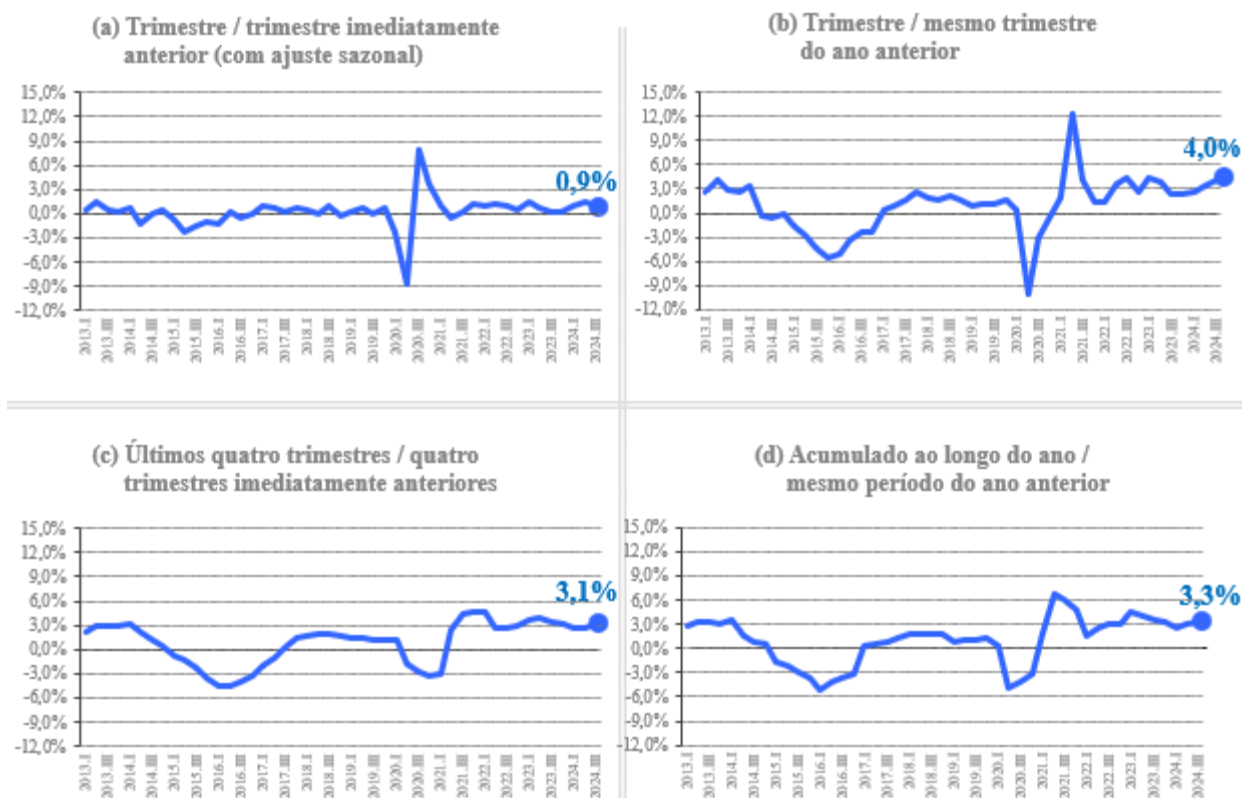 (a) Trimestre / trimestre imediatamente
anterior (com ajuste sazonal)
15,0%
12,0%
9,0%
6,0%
3,0%
0,0%
-3,0%
-6,0%
-9,0%
-12,0%
0,9%
2013.I
2013.III
2014.I
2014.III
2015.I
2015.III
2016.I
2016.III
2017.I
2017.III
2018.I
2018.III
2019.I
2019.III
2020.I
2020.III
2021.I
2021.III
2022.I
2022.III
2023.I
2023.III
2024.I
2024.III
(b) Trimestre / mesmo trimestre
do ano anterior
15,0%
12,0%
9,0%
6,0%
3,0%
0,0%
-3,0%
-6,0%
-9,0%
-12,0%
4,0%
2013.I
2013.III
2014.I
2014.III
2015.I
2015.III
2016.I
2016.III
2017.I
2017.III
2018.I
2018.III
2019.I
2019.III
2020.I
2020.III
2021.I
2021.III
2022.I
2022.III
2023.I
2023.III
2024.I
2024.III
(c) Últimos quatro trimestres / quatro
trimestres imediatamente anteriores
15,0%
12,0%
9,0%
6,0%
3,0%
0,0%
-3,0%
-6,0%
-9,0%
-12,0%
3,1%
2013.I
2013.III
2014.I
2014.III
2015.I
2015.III
2016.I
2016.III
2017.I
2017.III
2018.I
2018.III
2019.I
2019.III
2020.I
2020.III
2021.I
2021.III
2022.I
2022.III
2023.I
2023.III
2024.I
2024.III
(d) Acumulado ao longo do ano /
mesmo período do ano anterior
15,0%
12,0%
9,0%
6,0%
3,0%
0,0%
-3,0%
-6,0%
-9,0%
-12,0%
3,3%
2013.I
2013.III
2014.I
2014.III
2015.I
2015.III
2016.I
2016.III
2017.I
2017.III
2018.I
2018.III
2019.I
2019.III
2020.I
2020.III
2021.I
2021.III
2022.I
2022.III
2023.I
2023.III
2024.I
2024.III